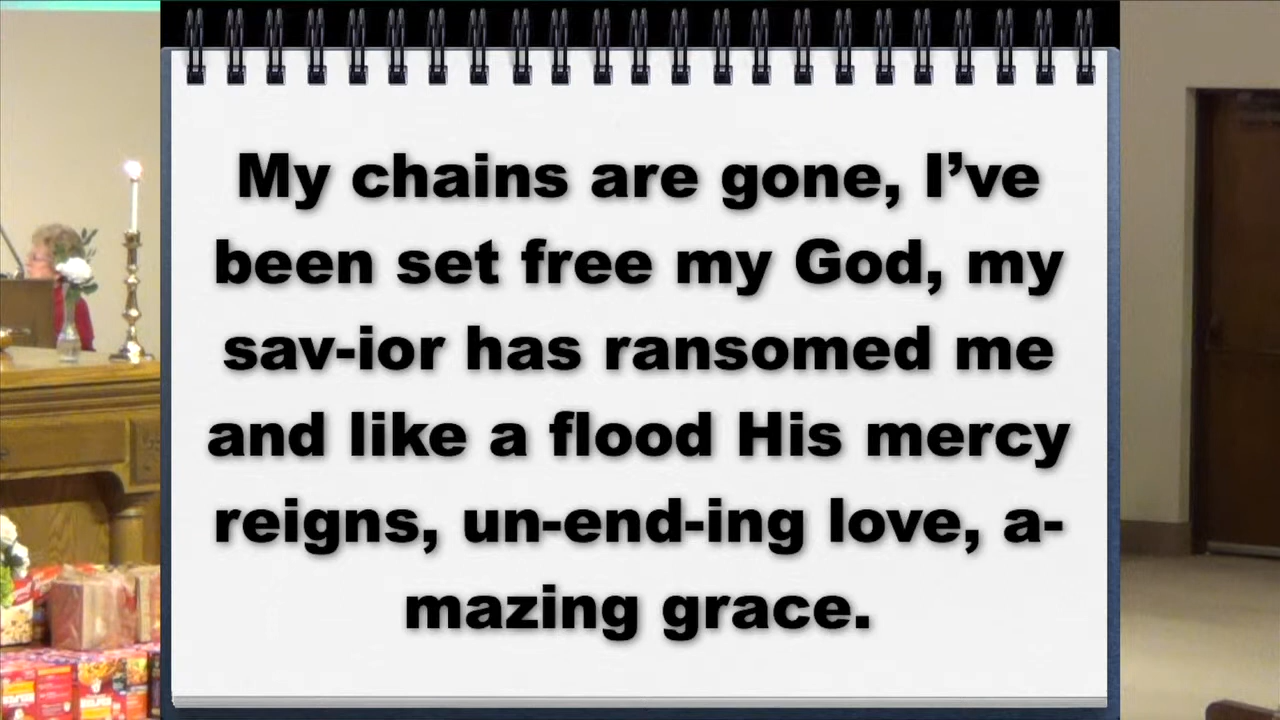 My chains are gone, I’ve
been set free my God, my
sav-ior has ransomed me
and like a flood His mercy
reigns, un-end-ing love, a-
mazing grace.